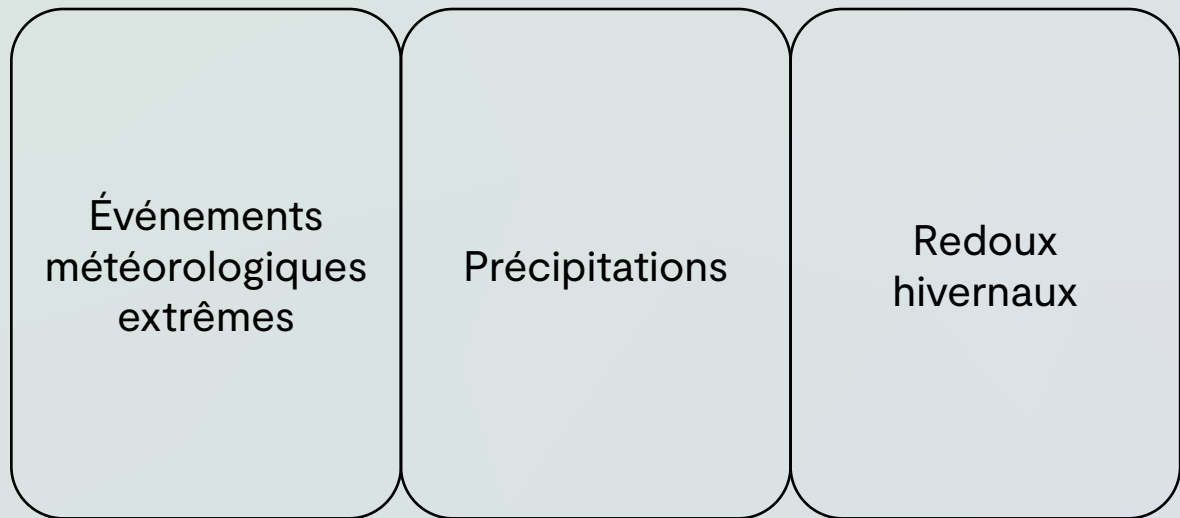 Événements
météorologiques
extrêmes
Précipitations
Redoux
hivernaux